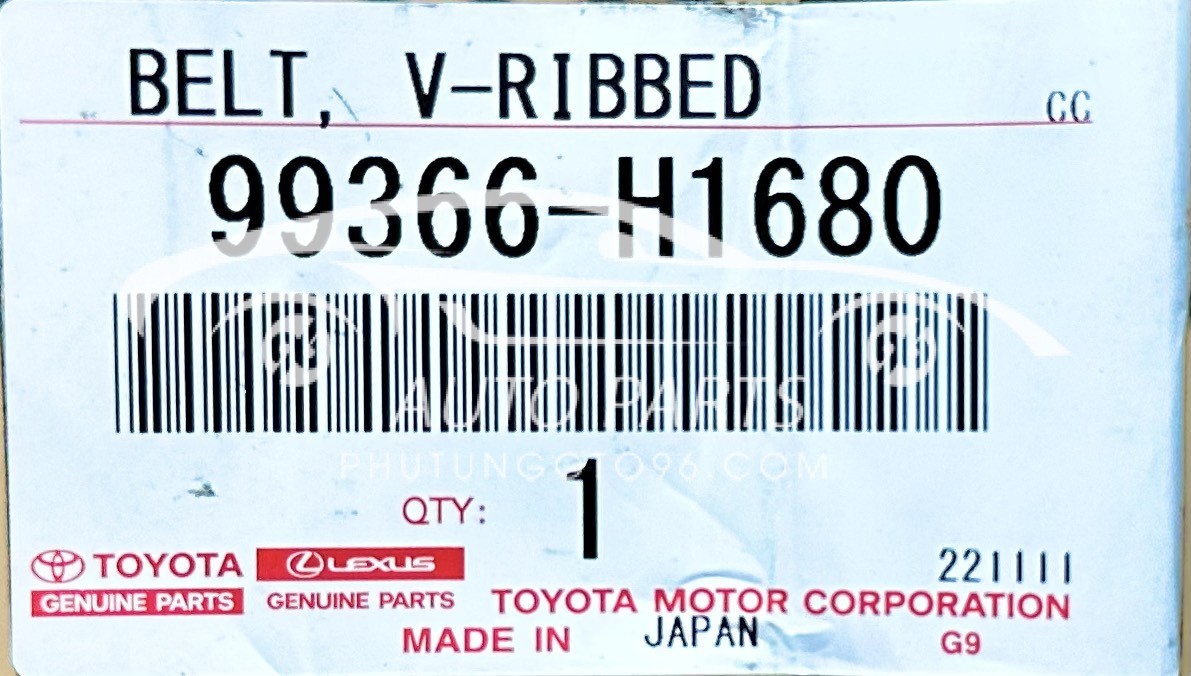 BELT, V-RIBBED CC
99366-H1680
AUTO PARTS
PHUTUNGOTO96.COM
QTY: 1
TOYOTA LEXUS 221111
GENUINE PARTS GENUINE PARTS TOYOTA MOTOR CORPORATION
MADE IN JAPAN G9